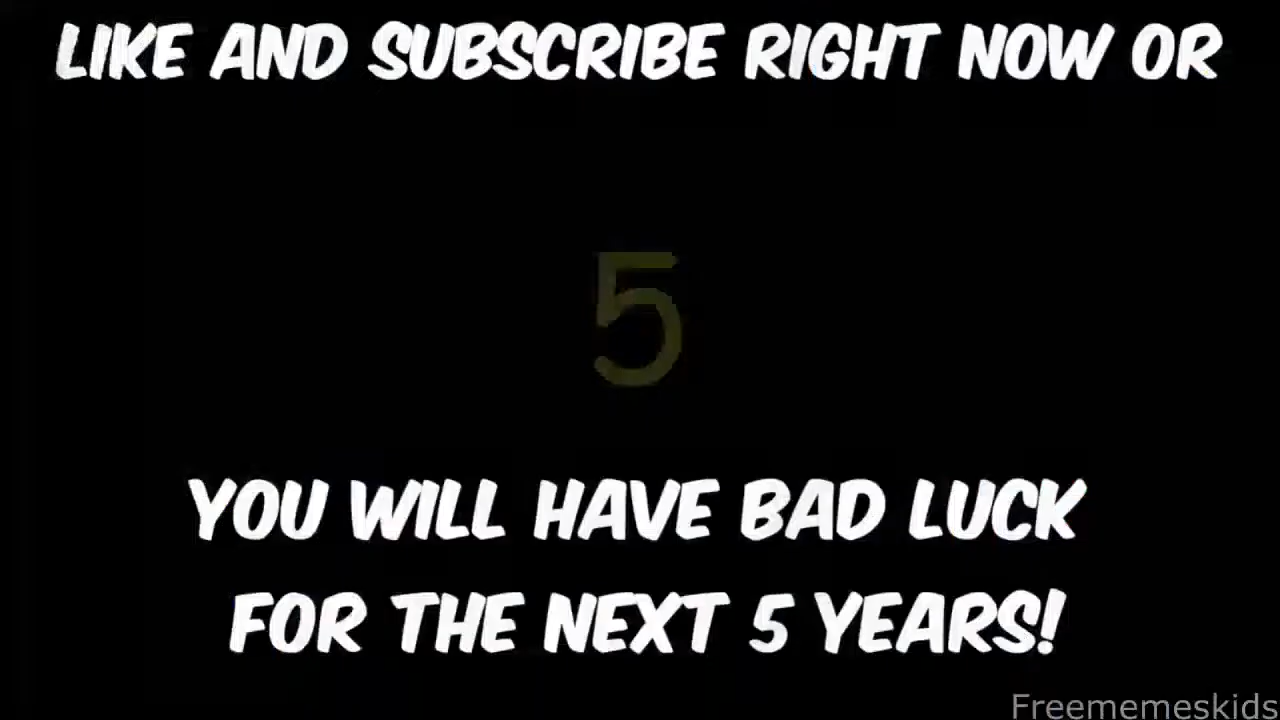 LIKE AND SUBSCRIBE RIGHT NOW OR
5
YOU WILL HAVE BAD LUCK
FOR THE NEXT 5 YEARS!
Freememeskids